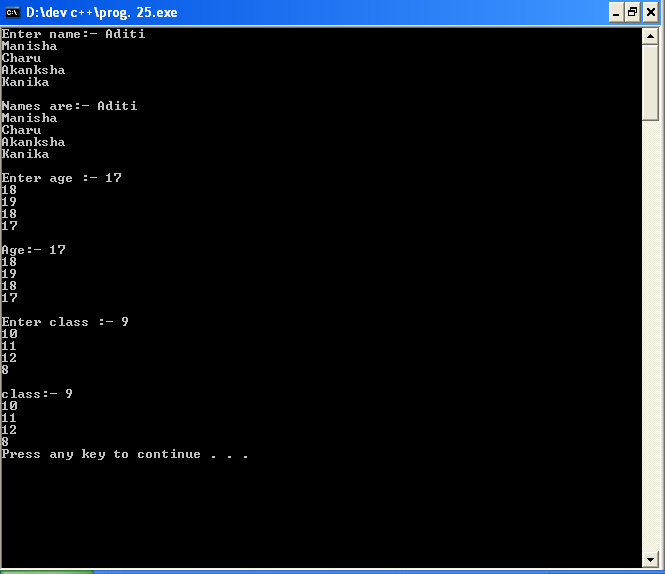 D:\dev c++\prog. 25.exe
Enter name:- Aditi
Manisha
Charu
Akanksha
Kanika
Names are:- Aditi
Manisha
Charu
Akanksha
Kanika
Enter age :- 17
18
19
18
17
Age:- 17
18
19
18
17
Enter class :- 9
10
11
12
8
class:- 9
10
11
12
8
Press any key to continue . . .